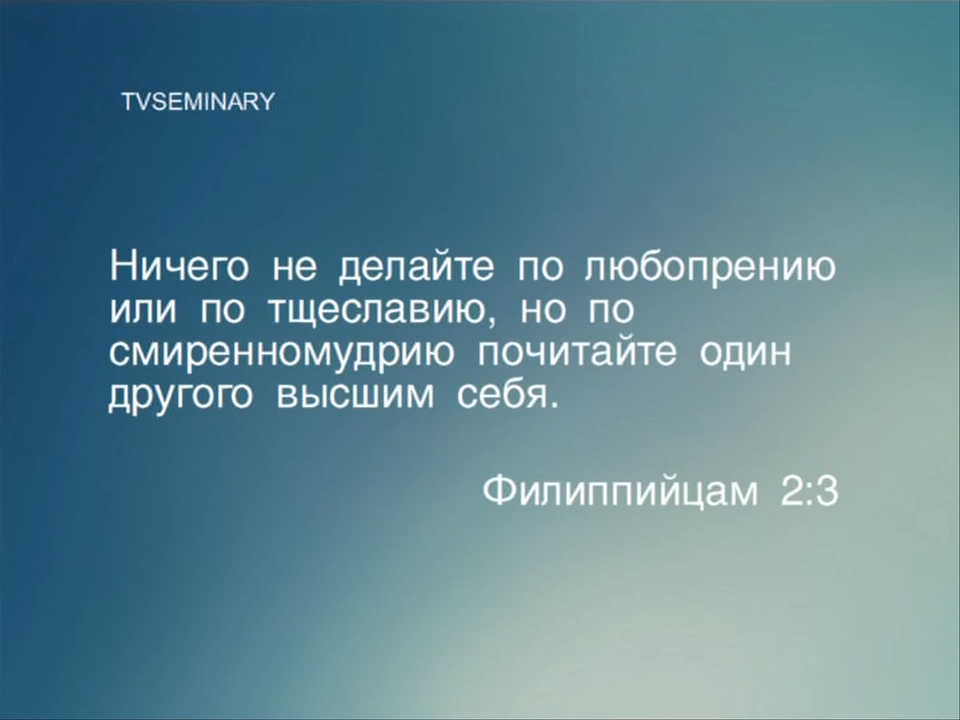 TVSEMINARY
Ничего не делайте по любопрению
или по тщеславию, но по
смиренномудрию почитайте один
другого высшим себя.
Филиппийцам 2:3